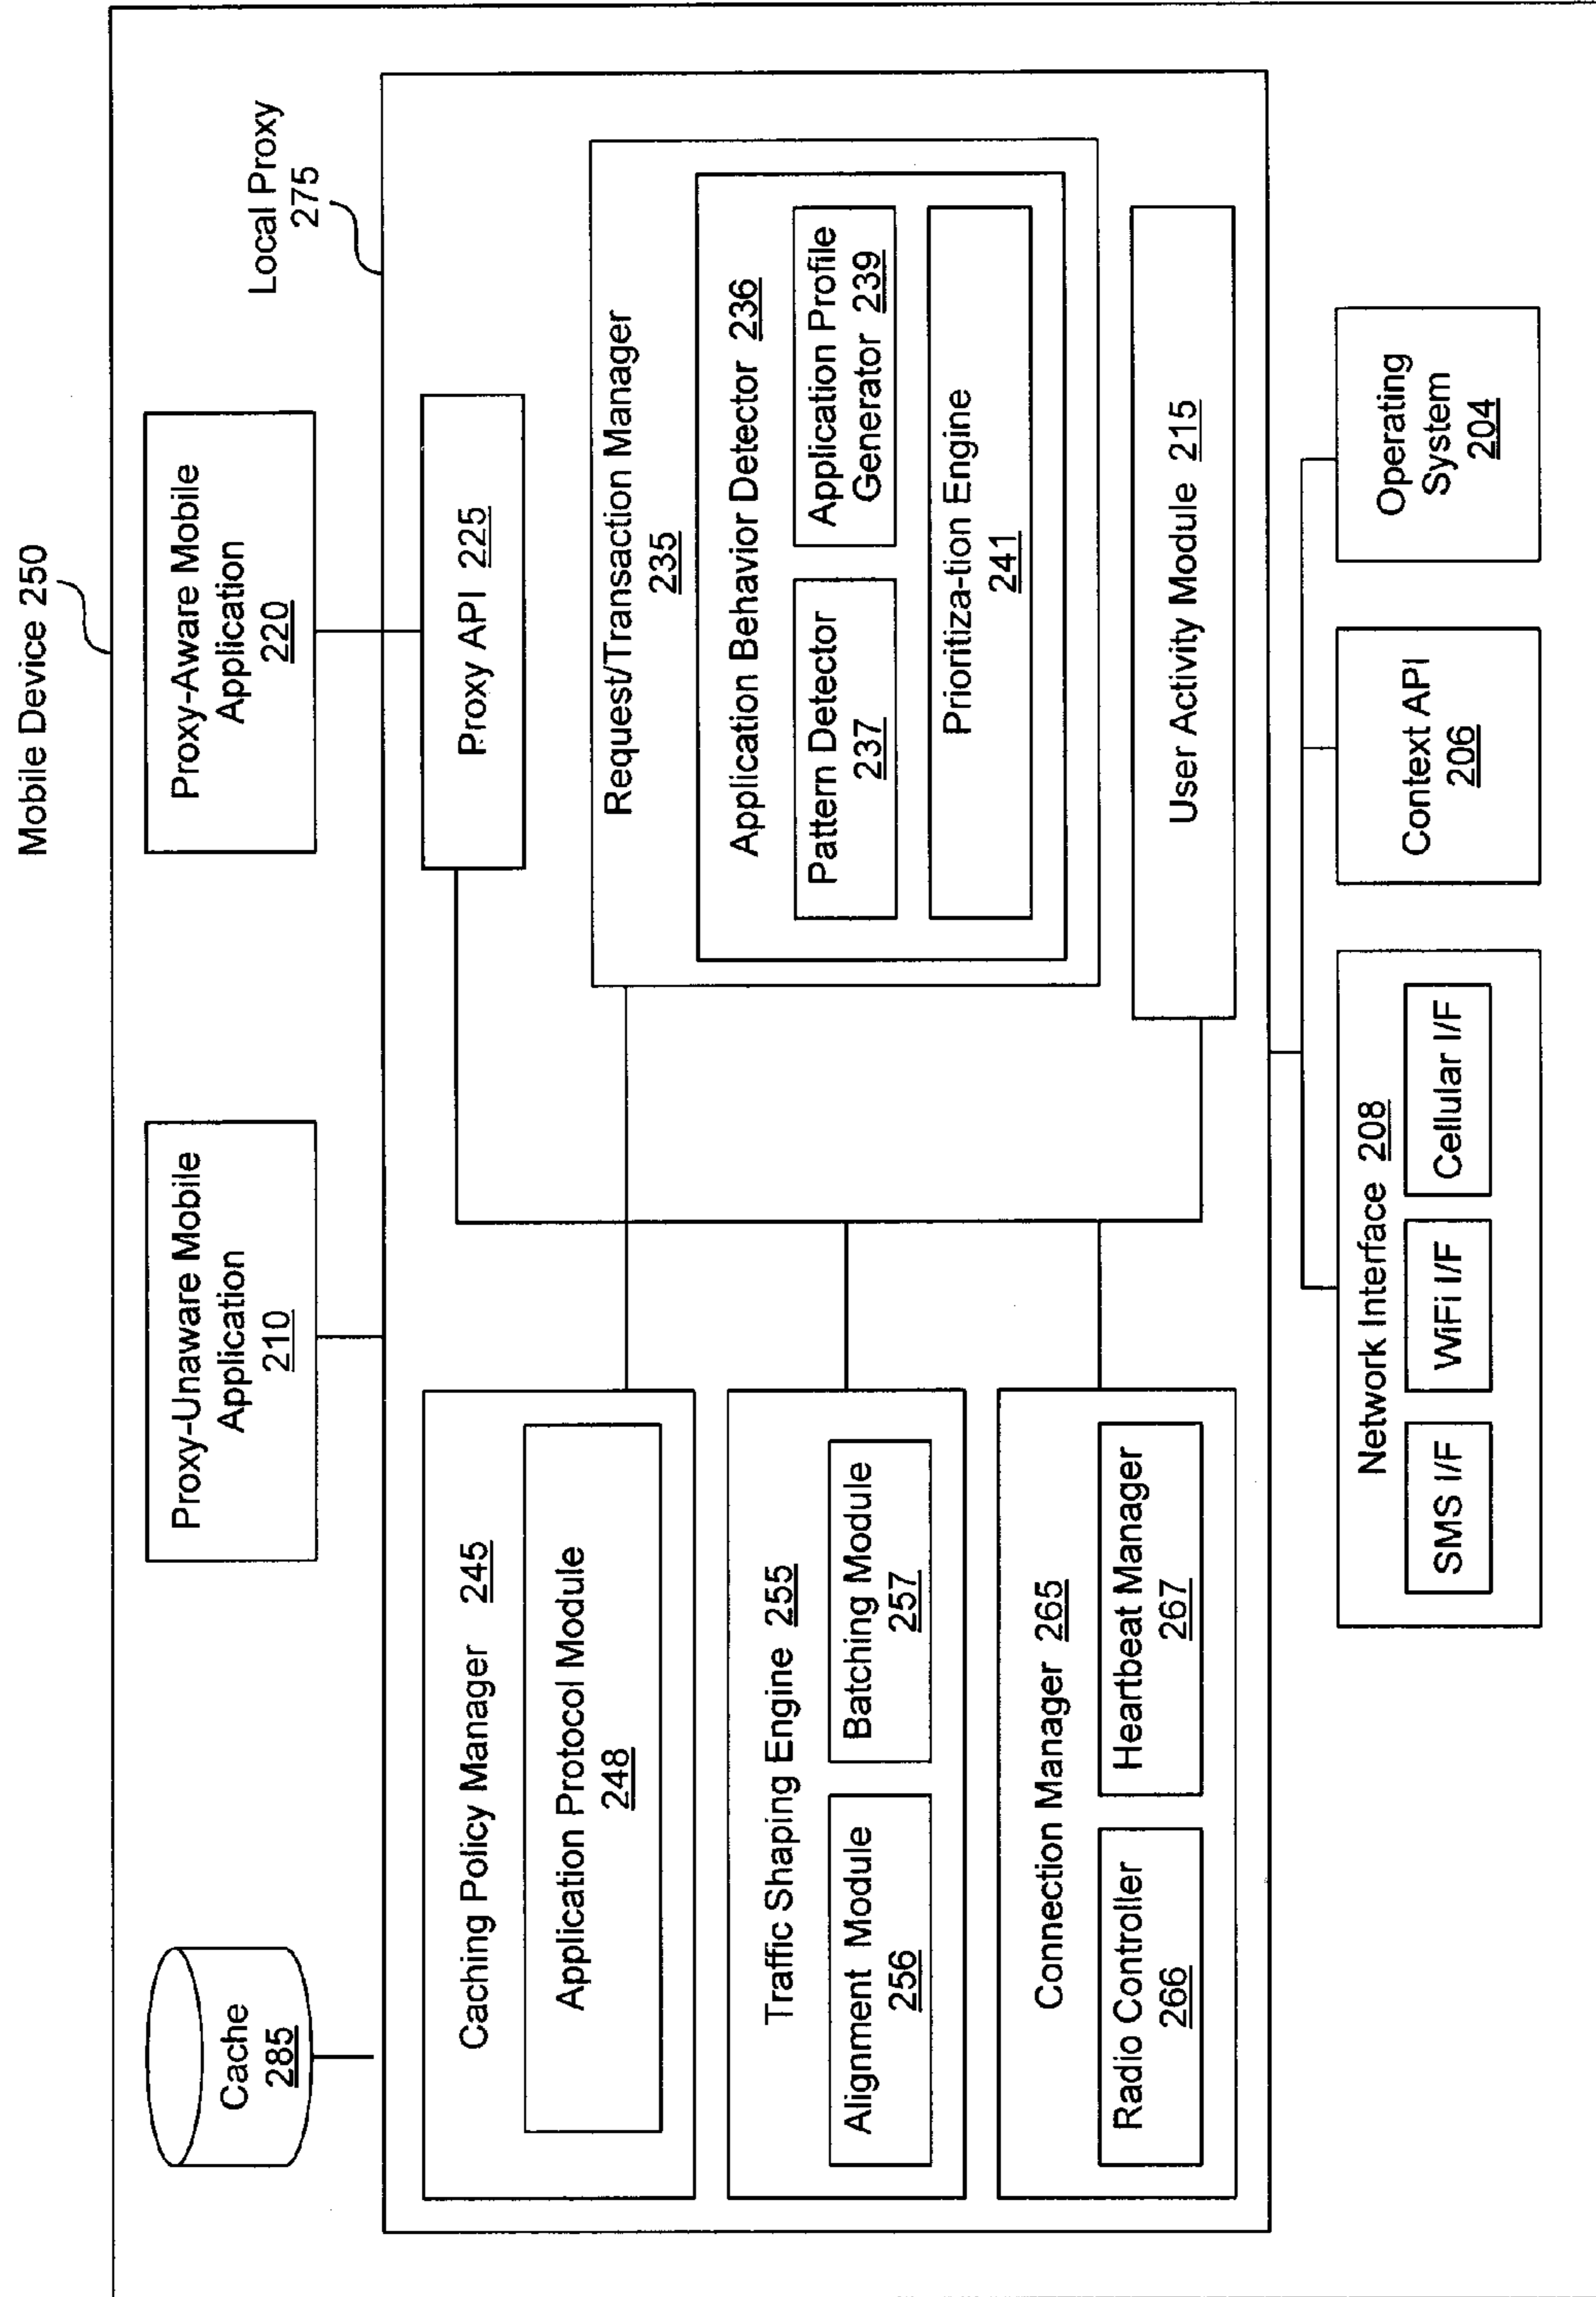 Mobile Device 250
Cache
285
Proxy-Unaware Mobile
Application
210
Proxy-Aware Mobile
Application
220
Local Proxy
275
Proxy API 225
Caching Policy Manager 245
Application Protocol Module
248
Traffic Shaping Engine 255
Alignment Module
256
Batching Module
257
Connection Manager 265
Radio Controller
266
Heartbeat Manager
267
Request/Transaction Manager
235
Application Behavior Detector 236
Pattern Detector
237
Application Profile
Generator 239
Prioritiza-tion Engine
241
User Activity Module 215
Network Interface 208
SMS I/F
WiFi I/F
Cellular I/F
Context API
206
Operating
System
204